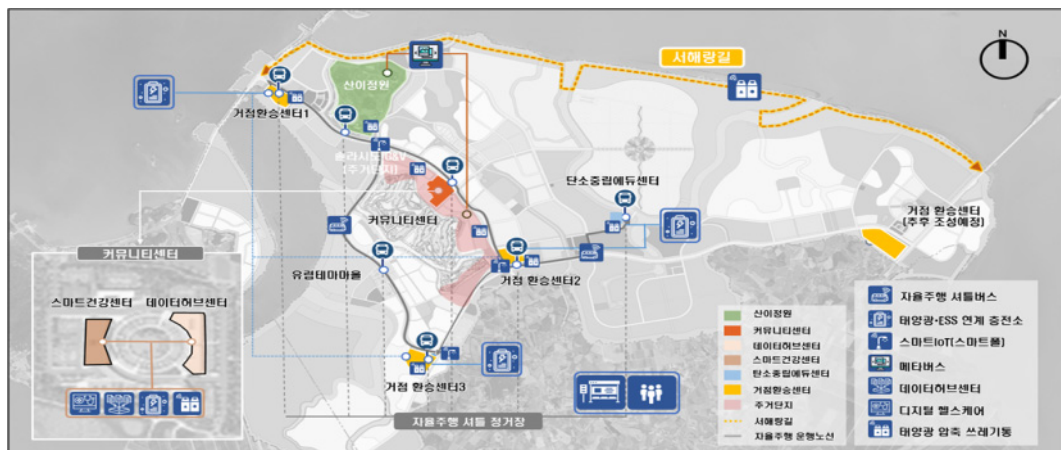 서해랑길
N
산이정원
거점환승센터1
솔라시도CC&V
(주거단지)
탄소중립에듀센터
커뮤니티센터
거점 환승센터
(추후 조성예정)
유럽테마마을
거점 환승센터2
거점 환승센터3
자율주행 셔틀 정거장
커뮤니티센터
스마트건강센터
데이터허브센터
산이정원
커뮤니티센터
데이터허브센터
스마트건강센터
탄소중립에듀센터
거점환승센터
주거단지
서해랑길
자율주행 운행노선
자율주행 셔틀버스
태양광·ESS 연계 충전소
스마트IoT(스마트폴)
메타버스
데이터허브센터
디지털 헬스케어
태양광 압축 쓰레기통